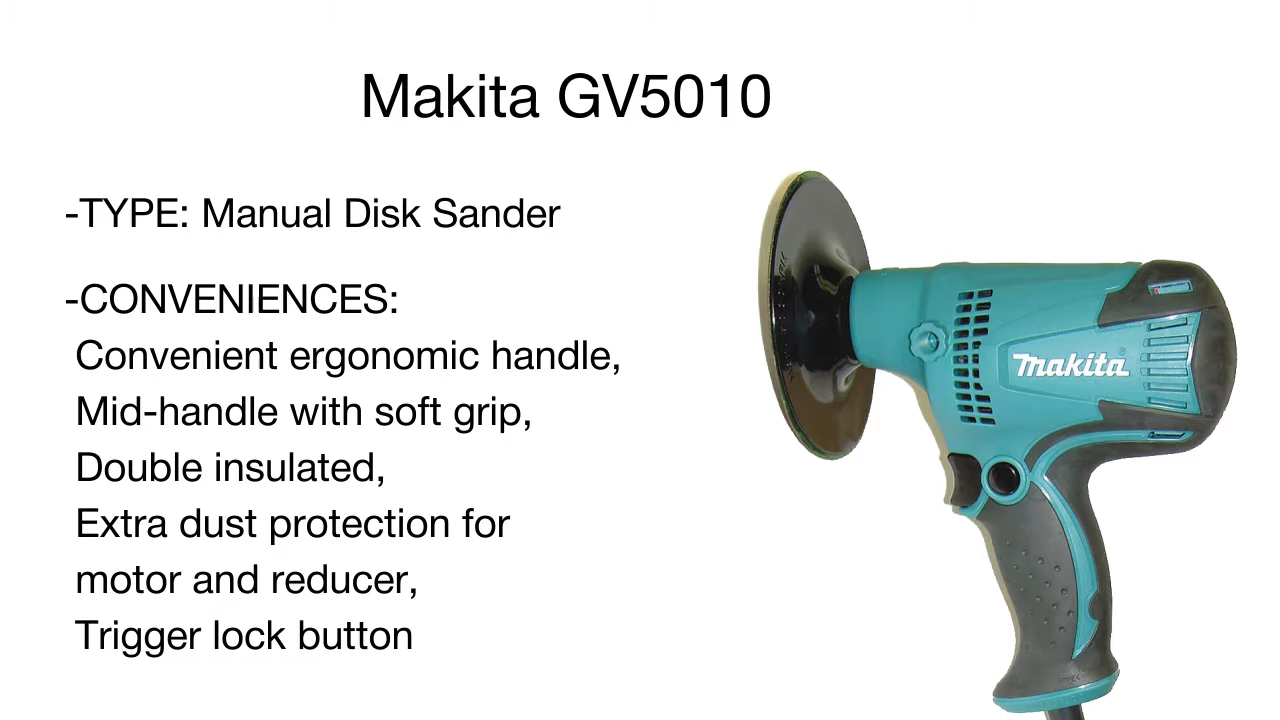 Makita GV5010
-TYPE: Manual Disk Sander
-CONVENIENCES:
Convenient ergonomic handle,
Mid-handle with soft grip,
Double insulated,
Extra dust protection for
motor and reducer,
Trigger lock button
makita